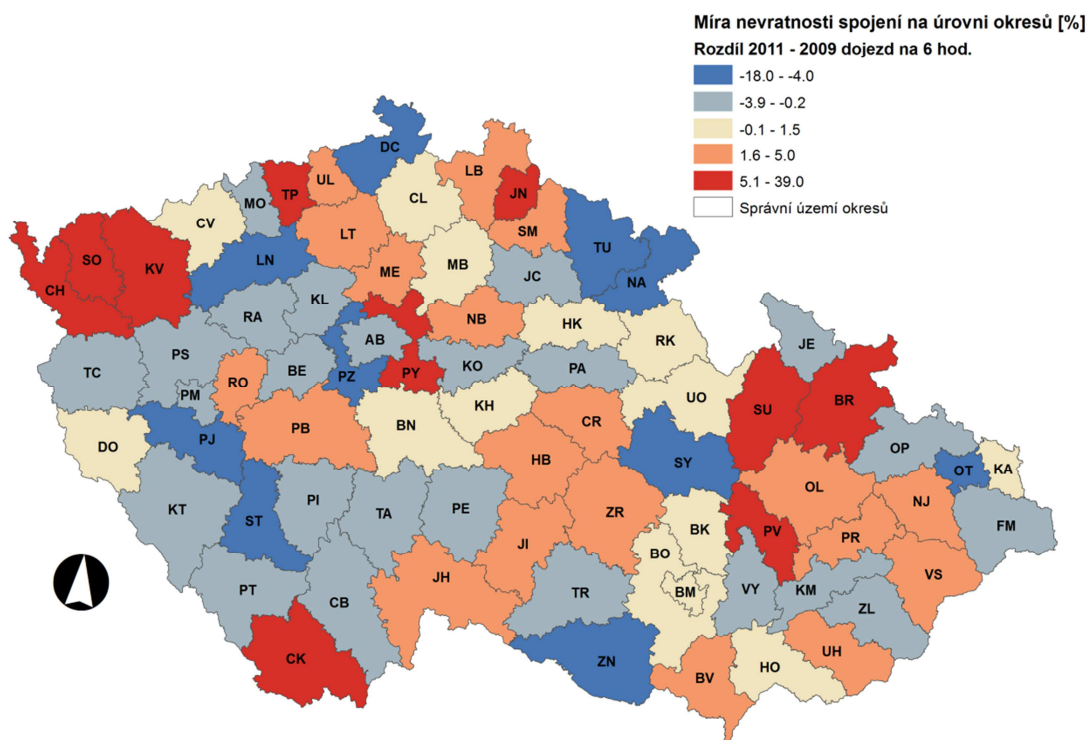 Míra nevratnosti spojení na úrovni okresů [%]
Rozdíl 2011 - 2009 dojezd na 6 hod.
-18.0 - -4.0
-3.9 - -0.2
-0.1 - 1.5
1.6 - 5.0
5.1 - 39.0
Správní území okresů
DC
LB
UL
TP
JN
MO
CL
CV
LT
SM
TU
LN
SO
KV
ME
MB
JC
NA
CH
KL
RA
NB
HK
AB
RK
JE
PS
TC
BE
KO
PA
PY
PZ
RO
PM
UO
SU
BR
KH
BN
CR
PB
PJ
DO
OP
HB
SY
OT
KA
OL
NJ
KT
PI
TA
PE
ZR
ST
BK
PV
FM
PR
JI
BO
VS
JH
PT
CB
TR
BM
VY
KM
ZL
UH
CK
ZN
HO
BV